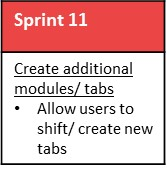 Sprint 11
Create additional
modules/ tabs
• Allow users to
shift/ create new
tabs